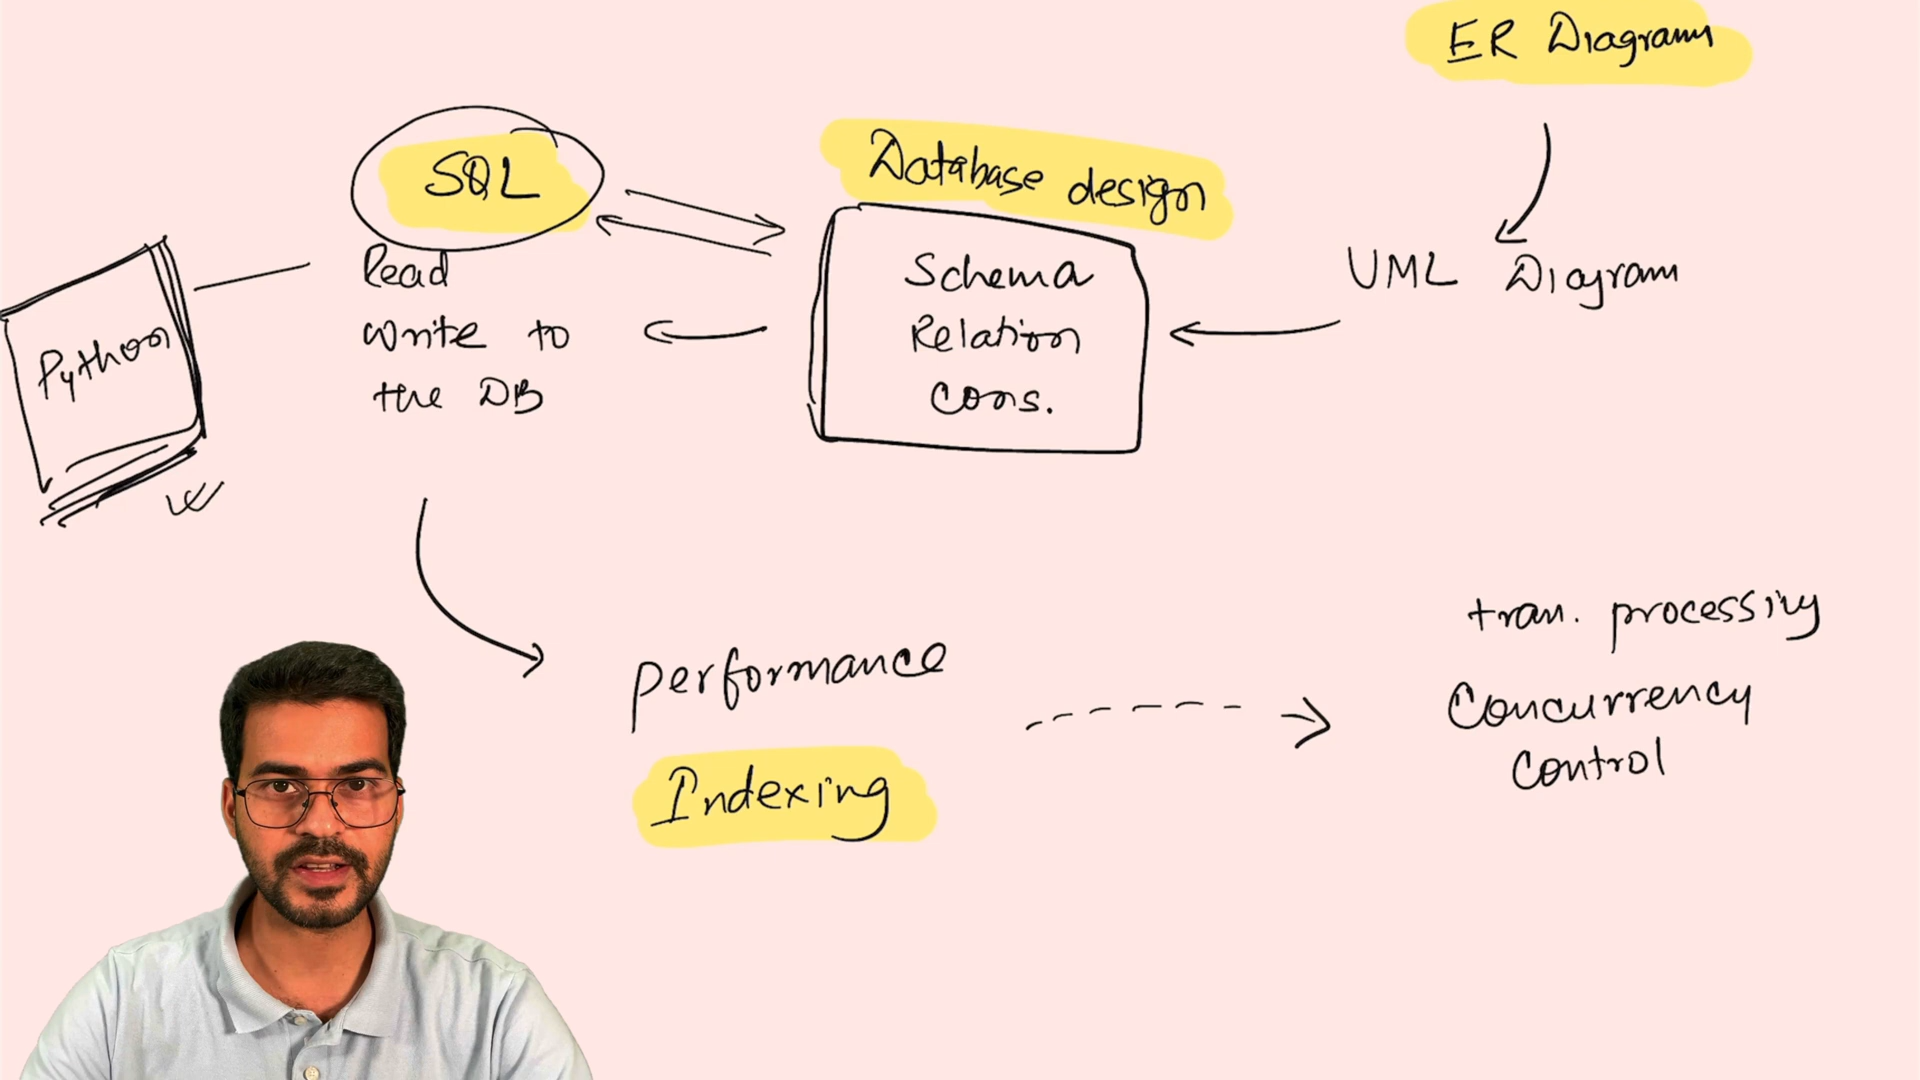 ER Diagrams
SQL
Database design
Read
Write to
the DB
Schema
Relation
Cons.
UML Diagram
Python
performance
Indexing
tran. processing
Concurrency
Control